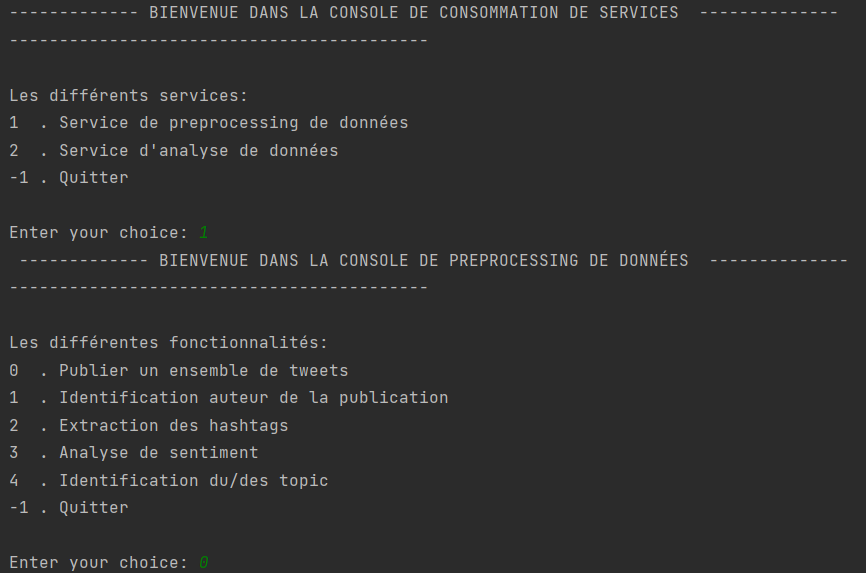 ------------- BIENVENUE DANS LA CONSOLE DE CONSOMMATION DE SERVICES  --------------
------------------------------------------
Les différents services:
1  . Service de preprocessing de données
2  . Service d'analyse de données
-1 . Quitter
Enter your choice: 1
 ------------- BIENVENUE DANS LA CONSOLE DE PREPROCESSING DE DONNÉES  --------------
------------------------------------------
Les différentes fonctionnalités:
0  . Publier un ensemble de tweets
1  . Identification auteur de la publication
2  . Extraction des hashtags
3  . Analyse de sentiment
4  . Identification du/des topic
-1 . Quitter
Enter your choice: 0